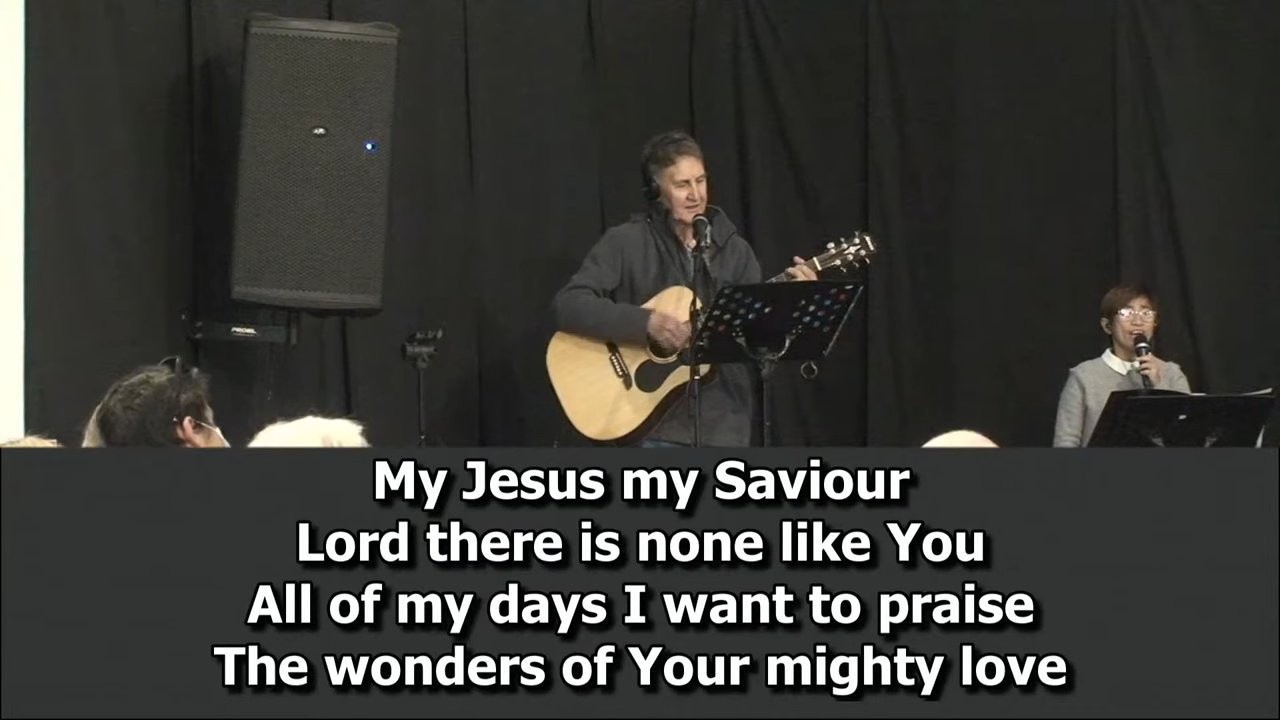 PROEL
My Jesus my Saviour
Lord there is none like You
All of my days I want to praise
The wonders of Your mighty love